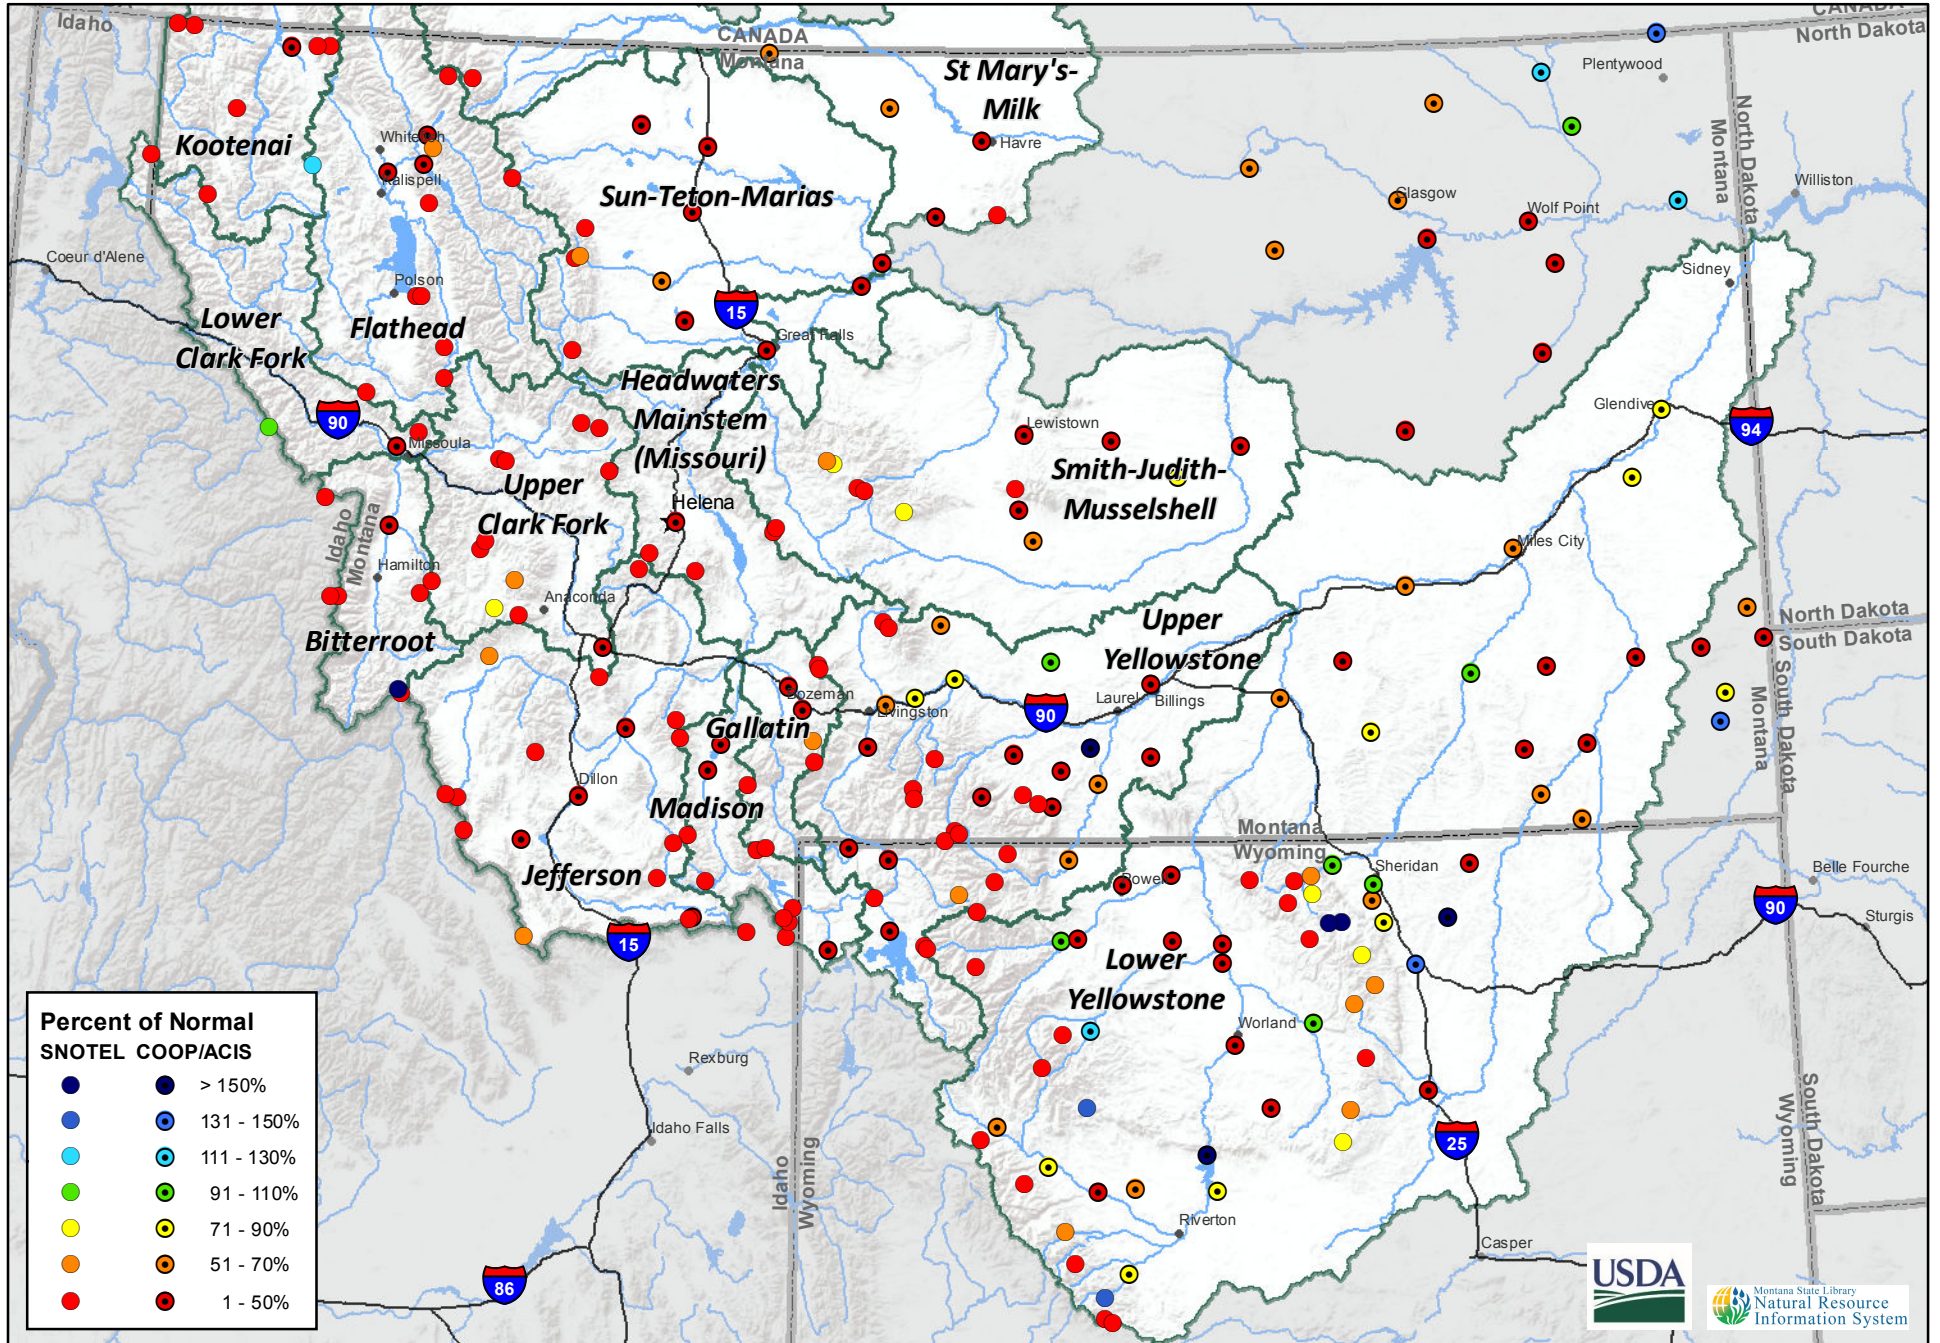 Idaho
CANADA
Montana
CANADA
North Dakota
St Mary's-
Milk
Plentywood
Kootenai
Whitefish
Havre
North Dakota
Montana
Kalispell
Sun-Teton-Marias
Glasgow
Wolf Point
Williston
Coeur d'Alene
Polson
Sidney
Lower
Clark Fork
Flathead
15
Great Falls
Headwaters
Mainstem
(Missouri)
90
Missoula
Lewistown
Glendive
94
Smith-Judith-
Musselshell
Upper
Clark Fork
Helena
Idaho
Montana
Hamilton
Miles City
Anaconda
Bitterroot
Upper
Yellowstone
North Dakota
South Dakota
Bozeman
Livingston
90
Laurel
Billings
Gallatin
South Dakota
Montana
Dillon
Madison
Montana
Wyoming
Jefferson
Powell
Sheridan
Belle Fourche
90
Sturgis
15
Lower
Yellowstone
Worland
Rexburg
Idaho Falls
Idaho
Wyoming
25
South Dakota
Wyoming
Riverton
Casper
86
Percent of Normal
SNOTEL COOP/ACIS
> 150%
131 - 150%
111 - 130%
91 - 110%
71 - 90%
51 - 70%
1 - 50%
USDA
Montana State Library
Natural Resource
Information System